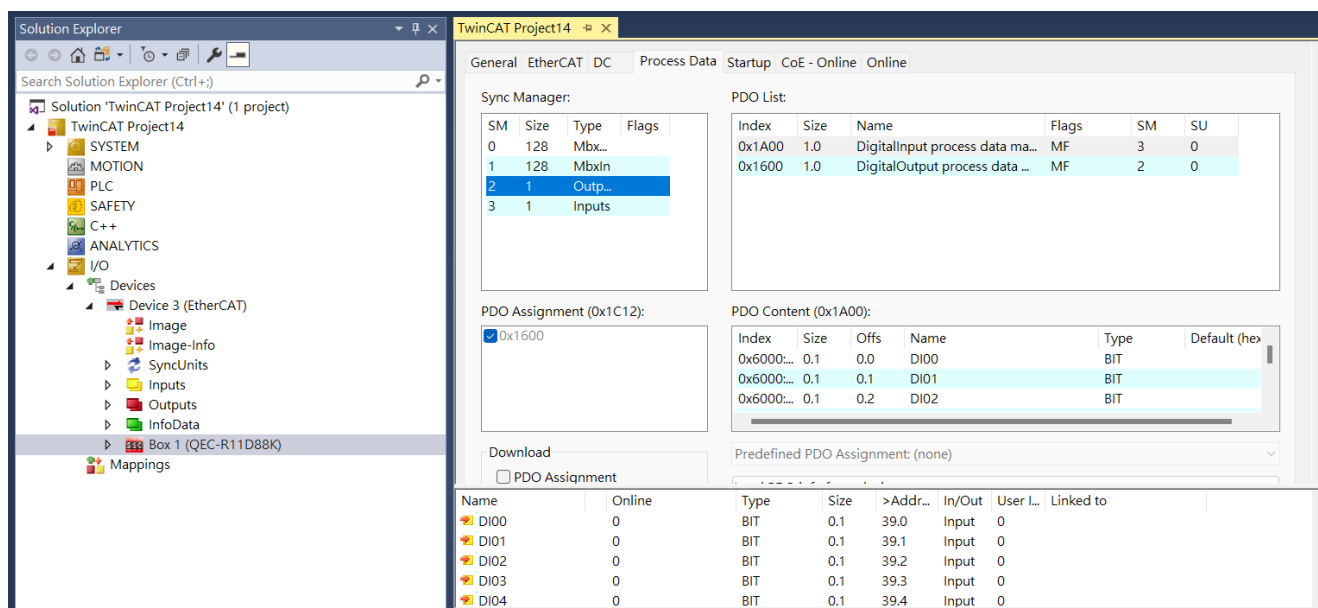 Solution Explorer
Search Solution Explorer (Ctrl+;)
Solution 'TwinCAT Project14' (1 project)
TwinCAT Project14
SYSTEM
MOTION
PLC
SAFETY
C++
ANALYTICS
I/O
Devices
Device 3 (EtherCAT)
Image
Image-Info
SyncUnits
Inputs
Outputs
InfoData
Box 1 (QEC-R11D88K)
Mappings
TwinCAT Project14
General EtherCAT DC Process Data Startup CoE - Online Online
Sync Manager:
SM Size Type Flags
0 128 Mbx...
1 128 MbxIn
2 1 Outp...
3 1 Inputs
PDO List:
Index Size Name Flags SM SU
0x1A00 1.0 DigitalInput process data ma... MF 3 0
0x1600 1.0 DigitalOutput process data ... MF 2 0
PDO Assignment (0x1C12):
0x1600
PDO Content (0x1A00):
Index Size Offs Name Type Default (hex
0x6000:... 0.1 0.0 DI00 BIT
0x6000:... 0.1 0.1 DI01 BIT
0x6000:... 0.1 0.2 DI02 BIT
Download
PDO Assignment
Predefined PDO Assignment: (none)
Name Online Type Size >Addr... In/Out User I... Linked to
DI00 0 BIT 0.1 39.0 Input 0
DI01 0 BIT 0.1 39.1 Input 0
DI02 0 BIT 0.1 39.2 Input 0
DI03 0 BIT 0.1 39.3 Input 0
DI04 0 BIT 0.1 39.4 Input 0